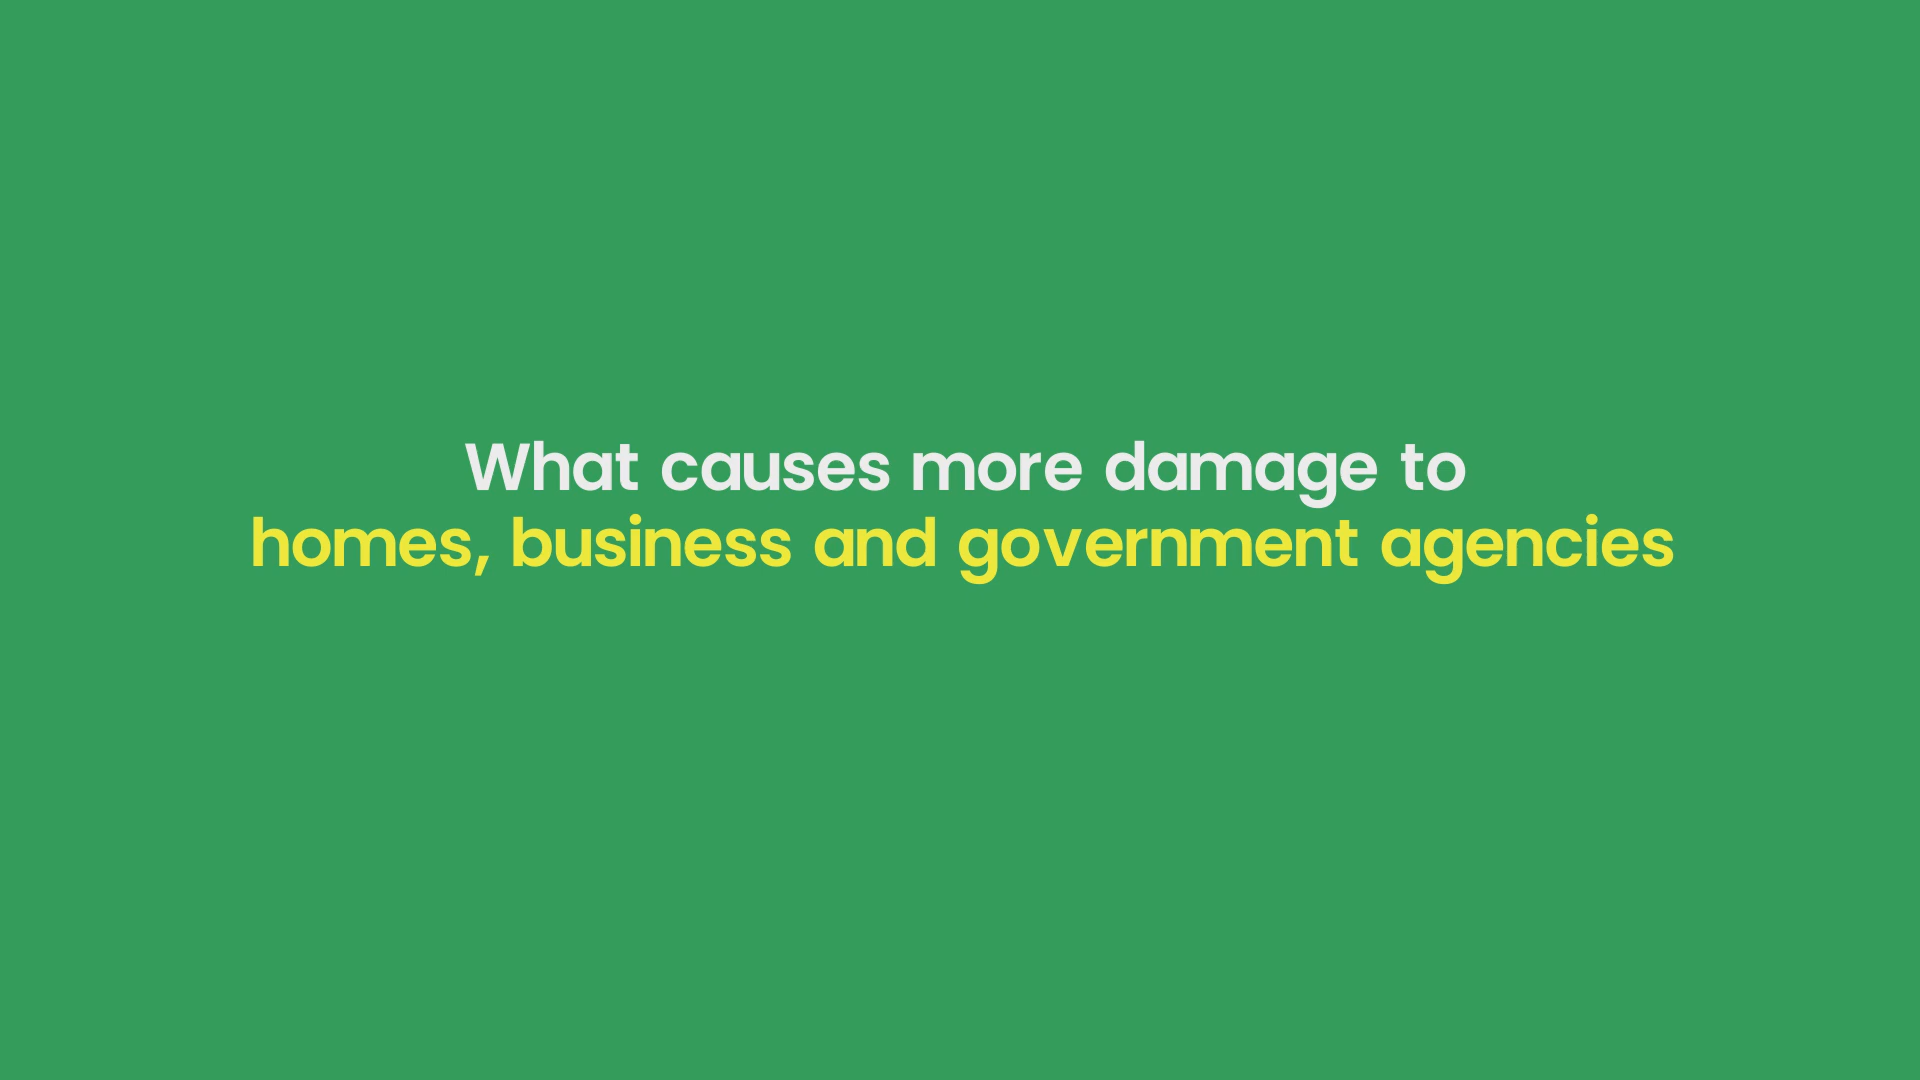 What causes more damage to
homes, business and government agencies